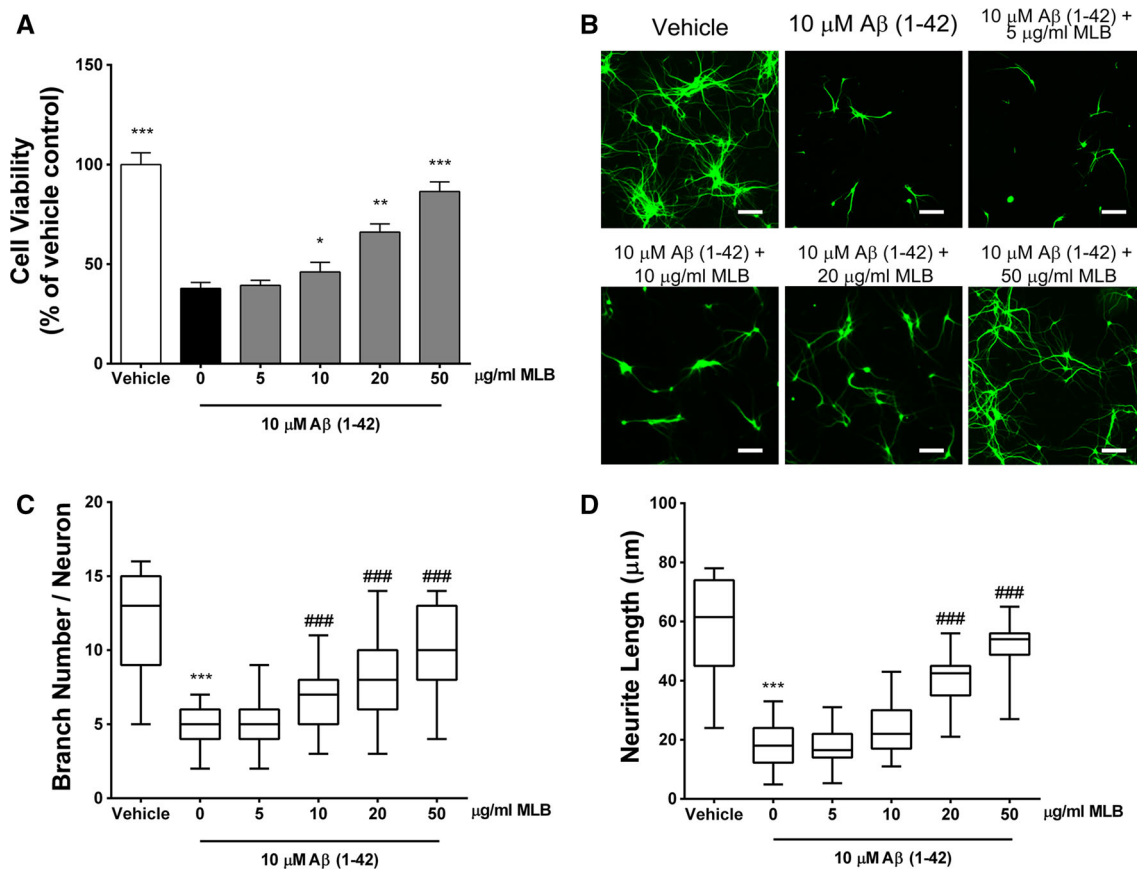 A
Cell Viability
(% of vehicle control)
150
100
50
0
***
*
**
***
Vehicle
0
5
10
20
50
μg/ml MLB
10 μM Aβ (1-42)
B
Vehicle
10 μM Aβ (1-42)
10 μM Aβ (1-42) +
5 μg/ml MLB
10 μM Aβ (1-42) +
10 μg/ml MLB
10 μM Aβ (1-42) +
20 μg/ml MLB
10 μM Aβ (1-42) +
50 μg/ml MLB
C
Branch Number / Neuron
20
15
10
5
0
***
###
###
###
Vehicle
0
5
10
20
50
μg/ml MLB
10 μM Aβ (1-42)
D
Neurite Length (μm)
100
80
60
40
20
0
***
###
###
Vehicle
0
5
10
20
50
μg/ml MLB
10 μM Aβ (1-42)